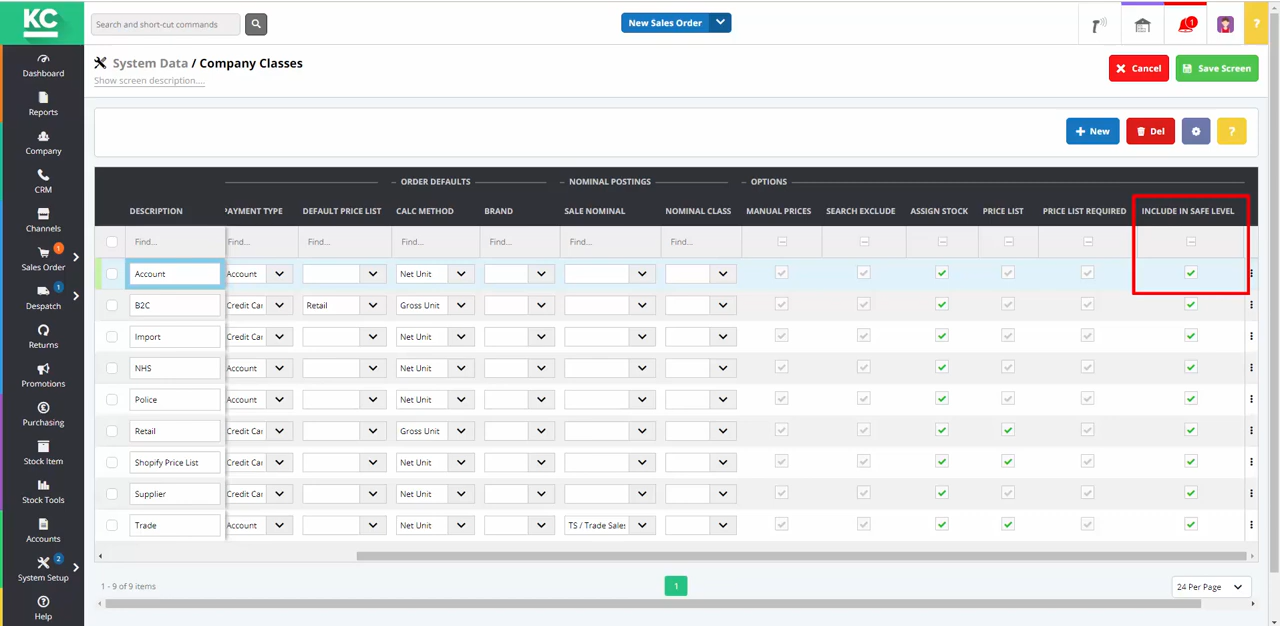 KC
Search and short-cut commands
New Sales Order
1
?
System Data / Company Classes
Show screen description....
Cancel
Save Screen
New
Del
?
Dashboard
Reports
Company
CRM
Channels
1
Sales Order
1
Despatch
Returns
Promotions
Purchasing
Stock Item
Stock Tools
Accounts
2
System Setup
Help
ORDER DEFAULTS NOMINAL POSTINGS OPTIONS
DESCRIPTION PAYMENT TYPE DEFAULT PRICE LIST CALC METHOD BRAND SALE NOMINAL NOMINAL CLASS MANUAL PRICES SEARCH EXCLUDE ASSIGN STOCK PRICE LIST PRICE LIST REQUIRED INCLUDE IN SAFE LEVEL
Find... Find... Find... Find... Find... Find... Find...
Account Account Net Unit
B2C Credit Car Retail Gross Unit
Import Credit Car Net Unit
NHS Account Net Unit
Police Account Net Unit
Retail Credit Car Gross Unit
Shopify Price List Credit Car Net Unit
Supplier Credit Car Net Unit
Trade Account Net Unit TS / Trade Sales
1 - 9 of 9 items
1
24 Per Page